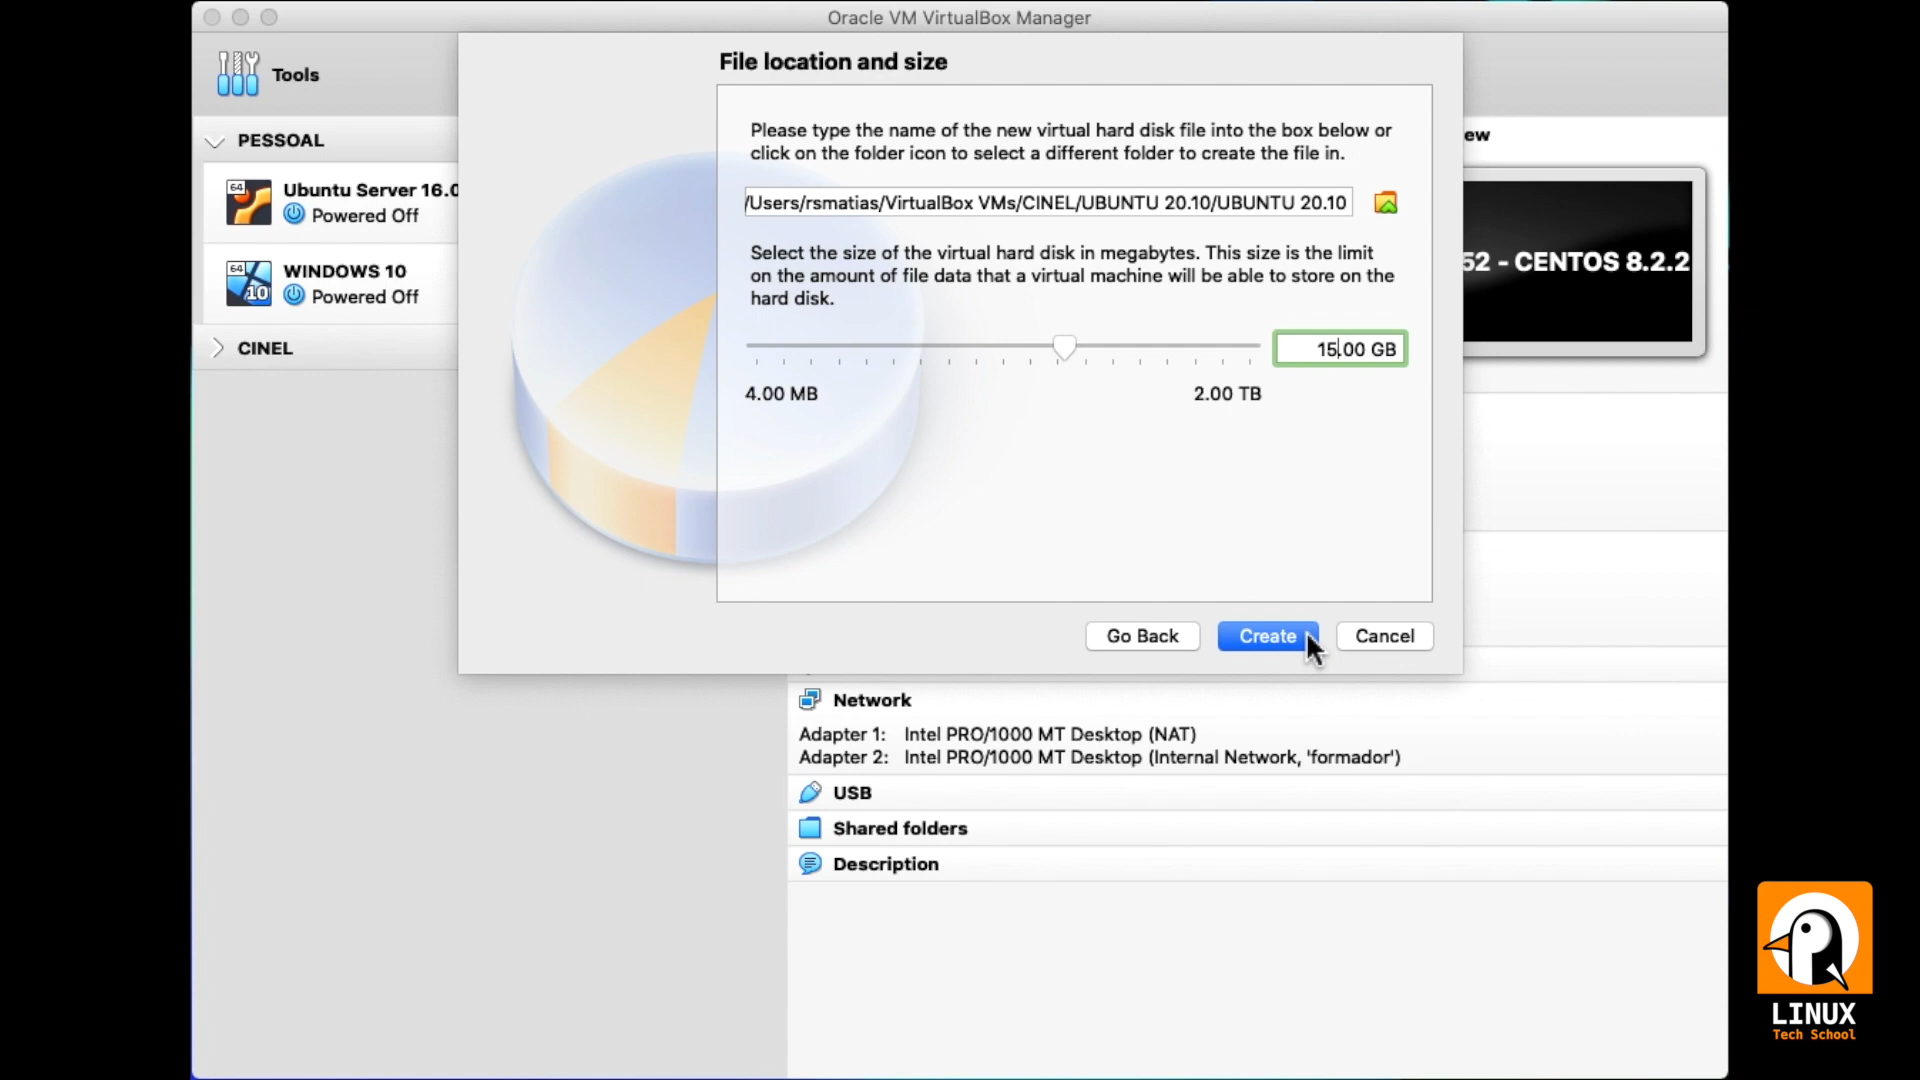 Oracle VM VirtualBox Manager
Tools
File location and size
PESSOAL
64
Ubuntu Server 16.0
Powered Off
64
10
WINDOWS 10
Powered Off
CINEL
Please type the name of the new virtual hard disk file into the box below or
click on the folder icon to select a different folder to create the file in.
/Users/rsmatias/VirtualBox VMs/CINEL/UBUNTU 20.10/UBUNTU 20.10
Select the size of the virtual hard disk in megabytes. This size is the limit
on the amount of file data that a virtual machine will be able to store on the
hard disk.
15.00 GB
4.00 MB
2.00 TB
Go Back
Create
Cancel
ew
52 - CENTOS 8.2.2
Network
Adapter 1: Intel PRO/1000 MT Desktop (NAT)
Adapter 2: Intel PRO/1000 MT Desktop (Internal Network, 'formador')
USB
Shared folders
Description
LINUX
Tech School